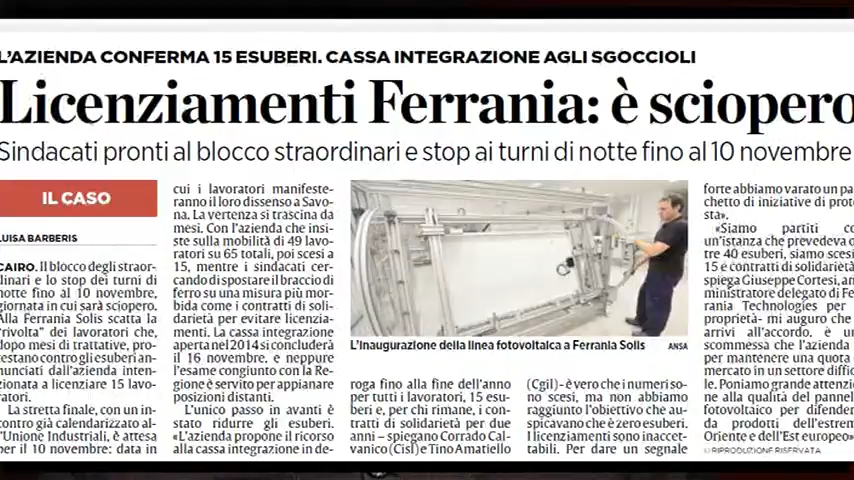 L'AZIENDA CONFERMA 15 ESUBERI. CASSA INTEGRAZIONE AGLI SGOCCIOLI
Licenziamenti Ferrania: è sciopero
Sindacati pronti al blocco straordinari e stop ai turni di notte fino al 10 novembre
IL CASO
LUISA BARBERIS
CAIRO. Il blocco degli straor-
dinari e lo stop dei turni di
notte fino al 10 novembre,
giornata in cui sarà sciopero.
Alla Ferrania Solis scatta la
"rivolta" dei lavoratori che,
dopo mesi di trattative, pro-
testano contro gli esuberi an-
nunciati dall'azienda inten-
zionata a licenziare 15 lavo-
ratori.
La stretta finale, con un in-
contro già calendarizzato al-
l'Unione Industriali, è attesa
per il 10 novembre: data in
cui i lavoratori manifeste-
ranno il loro dissenso a Savo-
na. La vertenza si trascina da
mesi. Con l'azienda che insi-
ste sulla mobilità di 49 lavo-
ratori su 65 totali, poi scesi a
15, mentre i sindacati cer-
cando di spostare il braccio di
ferro su una misura più mor-
bida come i contratti di soli-
darietà per evitare licenzia-
menti. La cassa integrazione
aperta nel 2014 si concluderà
il 16 novembre, e neppure
l'esame congiunto con la Re-
gione è servito per appianare
posizioni distanti.
L'unico passo in avanti è
stato ridurre gli esuberi.
«L'azienda propone il ricorso
alla cassa integrazione in de-
L'inaugurazione della linea fotovoltaica a Ferrania Solis
ANSA
roga fino alla fine dell'anno
per tutti i lavoratori, 15 esu-
beri e, per chi rimane, i con-
tratti di solidarietà per due
anni – spiegano Corrado Cal-
vanico (Cisl) e Tino Amatiello
(Cgil) - è vero che i numeri so-
no scesi, ma non abbiamo
raggiunto l'obiettivo che au-
spicavano che è zero esuberi.
I licenziamenti sono inaccet-
tabili. Per dare un segnale
forte abbiamo varato un pac-
chetto di iniziative di prote-
sta».
«Siamo partiti co
un'istanza che prevedeva o
tre 40 esuberi, siamo scesi
15 e contratti di solidarietà
spiega Giuseppe Cortesi, am
ministratore delegato di Fer
rania Technologies per l
proprietà- mi auguro che
arrivi all'accordo, è un
scommessa che l'azienda
per mantenere una quota
mercato in un settore diffici
le. Poniamo grande attenzio
ne alla qualità del pannell
fotovoltaico per difender
da prodotti dell'estrem
Oriente e dell'Est europeo»
© RIPRODUZIONE RISERVATA